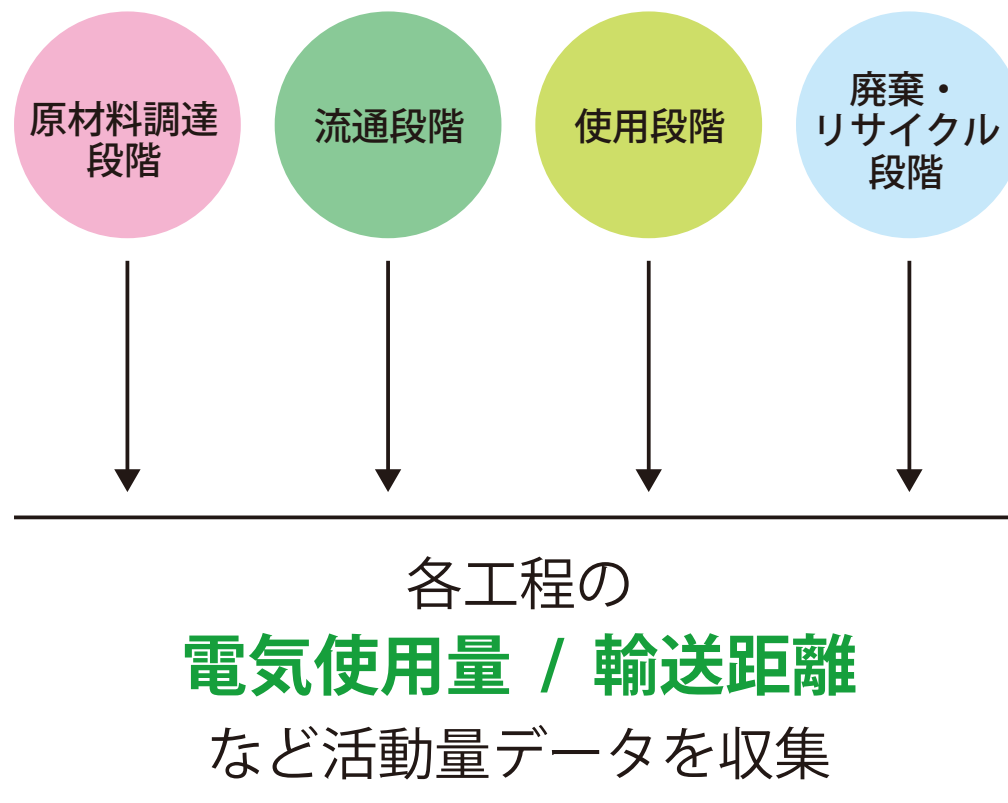 原材料調達
段階
流通段階
使用段階
廃棄・
リサイクル
段階
各工程の
電気使用量 / 輸送距離
など活動量データを収集